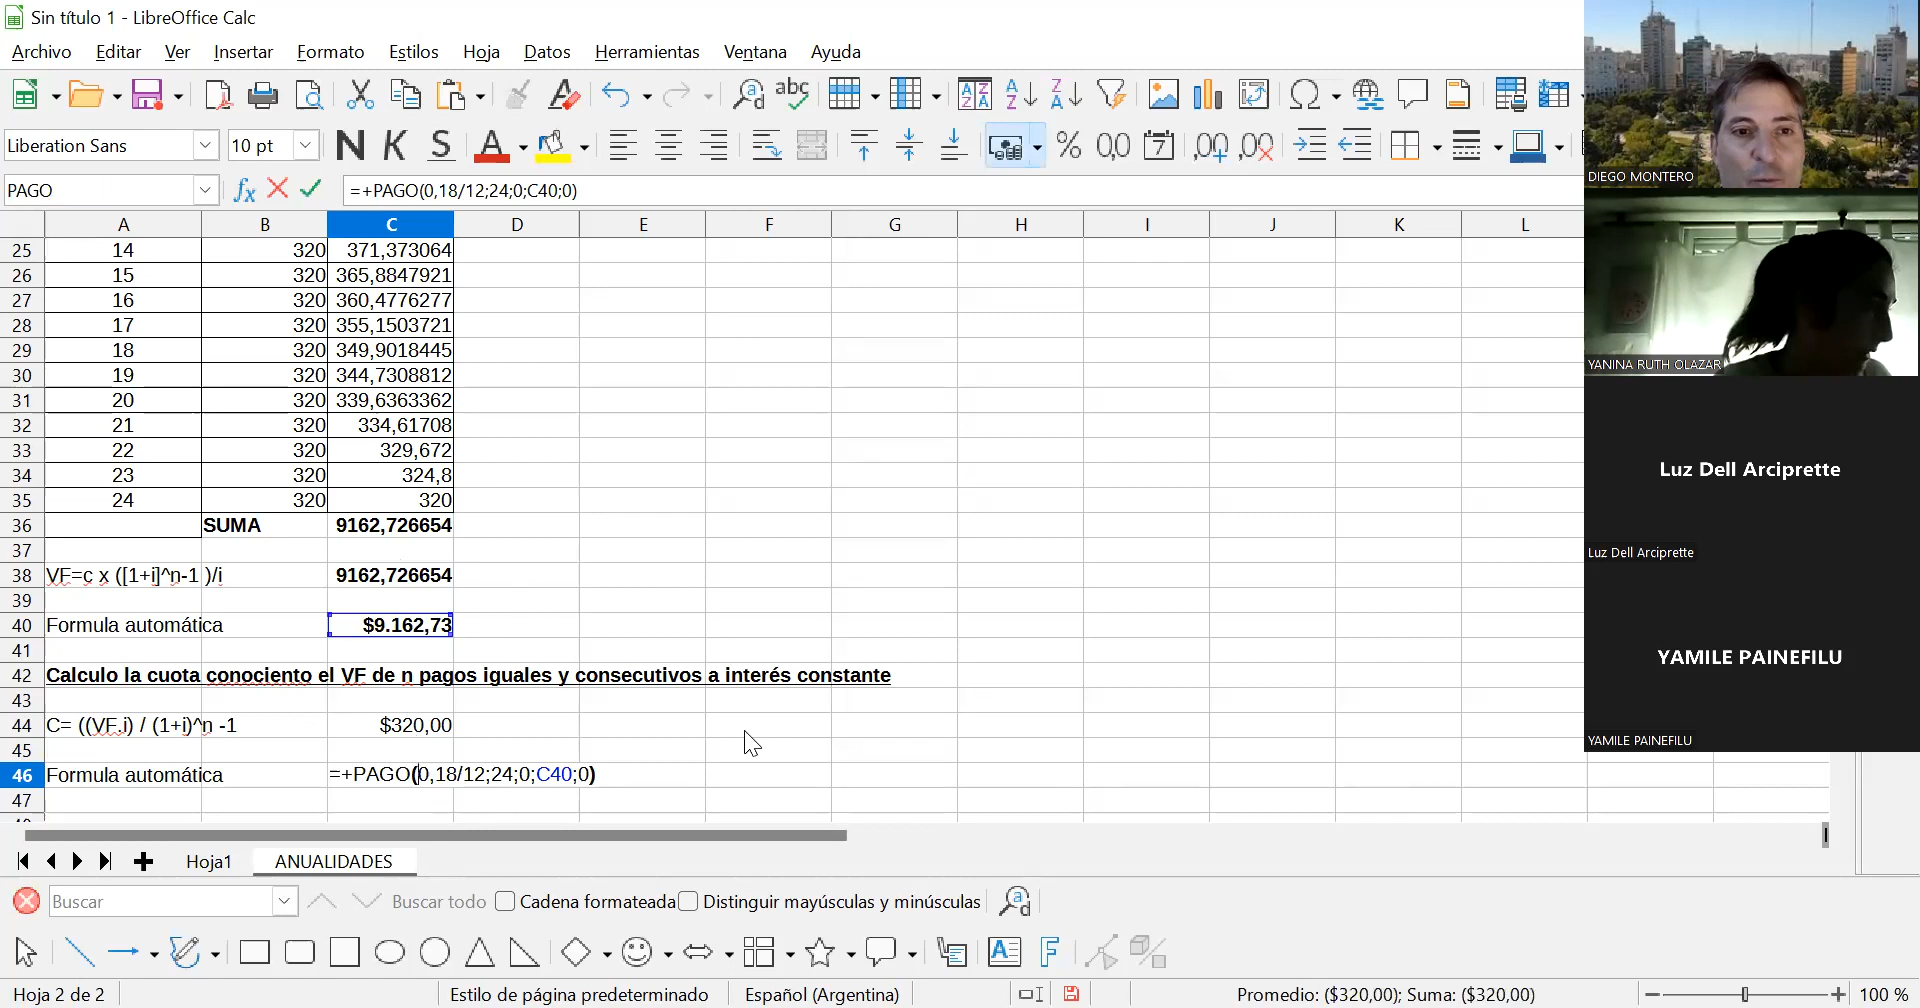 Sin título 1 - LibreOffice Calc
Archivo Editar Ver Insertar Formato Estilos Hoja Datos Herramientas Ventana Ayuda
Liberation Sans 10 pt N K S A % 0,0 7 ,00 ,00
PAGO fx =+PAGO(0,18/12;24;0;C40;0)
A B C D E F G H I J K L
25 14 320 371,373064
26 15 320 365,8847921
27 16 320 360,4776277
28 17 320 355,1503721
29 18 320 349,9018445
30 19 320 344,7308812
31 20 320 339,6363362
32 21 320 334,61708
33 22 320 329,672
34 23 320 324,8
35 24 320 320
36 SUMA 9162,726654
37
38 VF=c x ([1+i]^n-1 )/i 9162,726654
39
40 Formula automática $9.162,73
41
42 Calculo la cuota conociento el VF de n pagos iguales y consecutivos a interés constante
43
44 C= ((VF.i) / (1+i)^n -1 $320,00
45
46 Formula automática =+PAGO(0,18/12;24;0;C40;0)
47
Hoja1 ANUALIDADES
Buscar Buscar todo Cadena formateada Distinguir mayúsculas y minúsculas
Hoja 2 de 2 Estilo de página predeterminado Español (Argentina) Promedio: ($320,00); Suma: ($320,00) 100 %
DIEGO MONTERO
YANINA RUTH OLAZAR
Luz Dell Arciprette
Luz Dell Arciprette
YAMILE PAINEFILU
YAMILE PAINEFILU